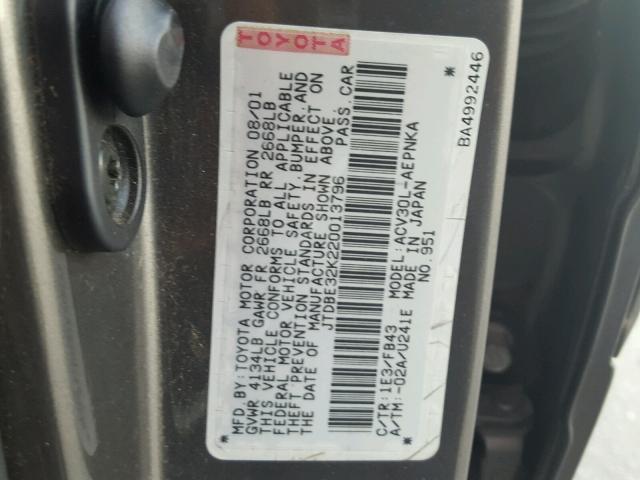 TOYOTA
MFD.BY:TOYOTA MOTOR CORPORATION 08/01
GVWR 4134LB GAWR FR 2668LB RR 2668LB
THIS VEHICLE CONFORMS TO ALL APPLICABLE
FEDERAL MOTOR VEHICLE SAFETY,BUMPER,AND
THEFT PREVENTION STANDARDS IN EFFECT ON
THE DATE OF MANUFACTURE SHOWN ABOVE.
JTDBE32K220013796 PASS.CAR
C/TR:1E3/FB43 MODEL:ACV30L-AEPNKA
A/TM:-02A/U241E MADE IN JAPAN
NO.951
* *
BA4992446